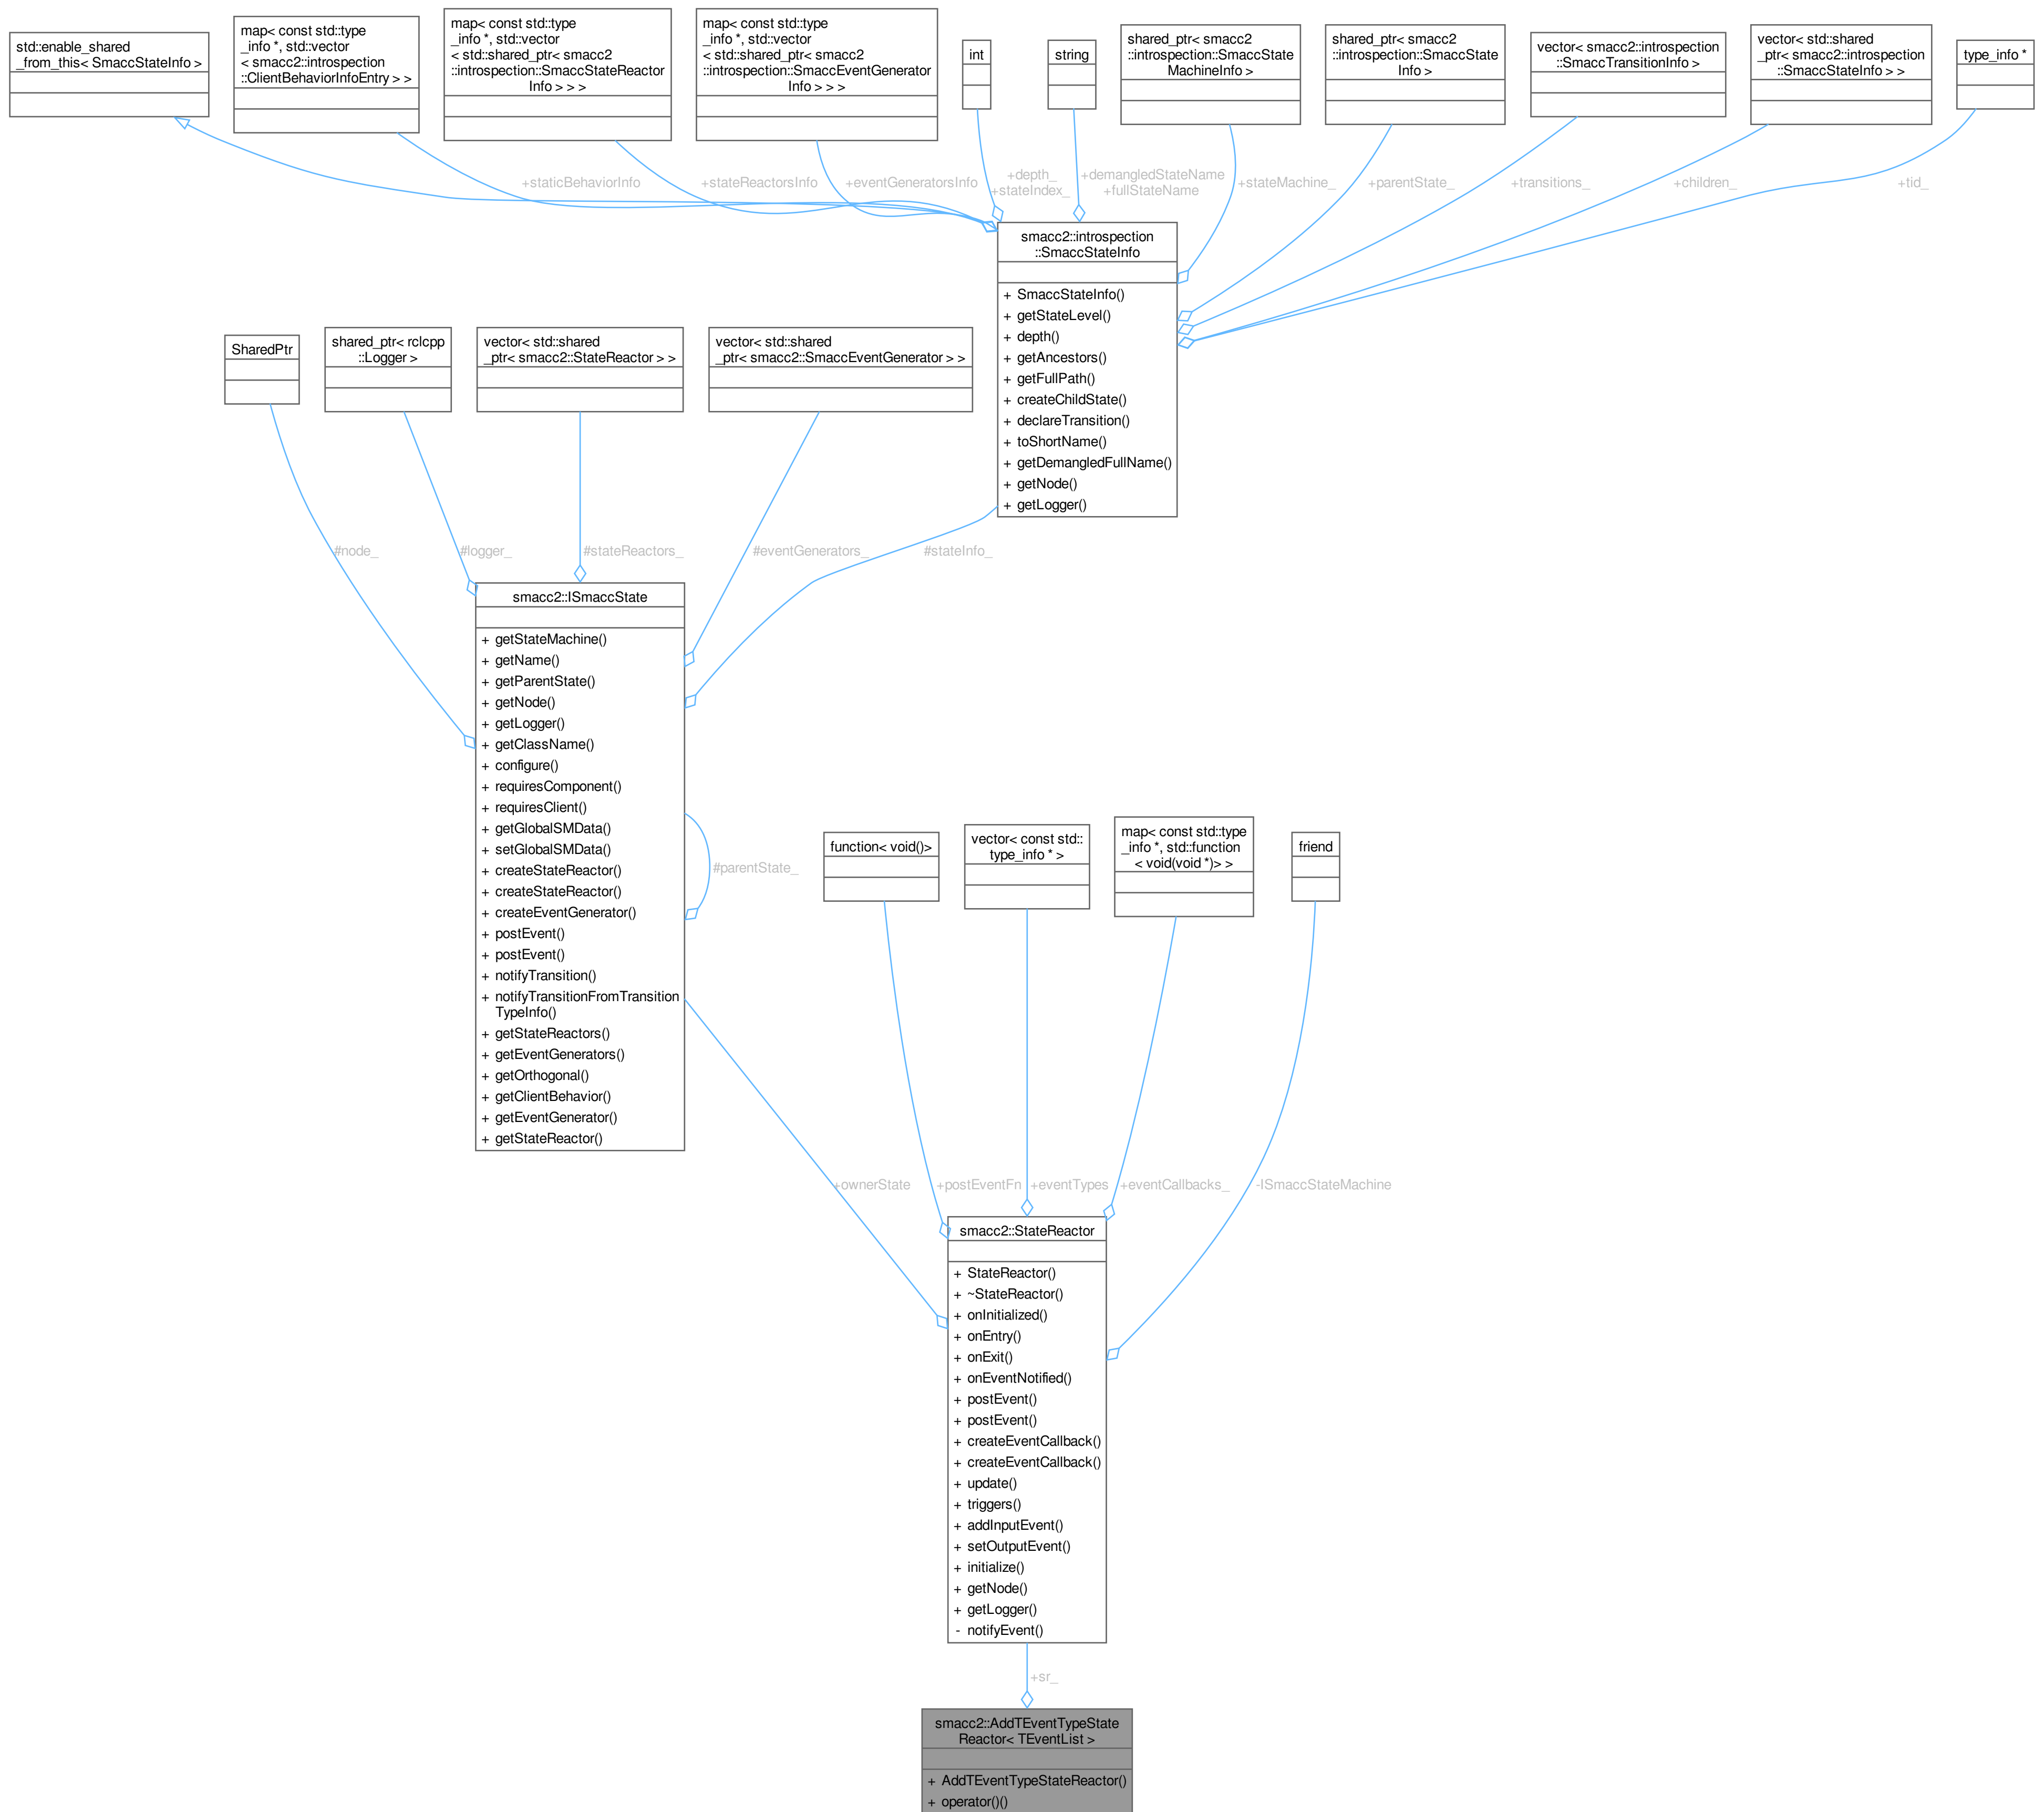 std::enable_shared
_from_this< SmaccStateInfo >
map< const std::type
_info *, std::vector
< smacc2::introspection
::ClientBehaviorInfoEntry > >
map< const std::type
_info *, std::vector
< std::shared_ptr< smacc2
::introspection::SmaccStateReactor
Info > > >
map< const std::type
_info *, std::vector
< std::shared_ptr< smacc2
::introspection::SmaccEventGenerator
Info > > >
int
string
shared_ptr< smacc2
::introspection::SmaccState
MachineInfo >
shared_ptr< smacc2
::introspection::SmaccState
Info >
vector< smacc2::introspection
::SmaccTransitionInfo >
vector< std::shared
_ptr< smacc2::introspection
::SmaccStateInfo > >
type_info *
+staticBehaviorInfo
+stateReactorsInfo
+eventGeneratorsInfo
+depth_
+stateIndex_
+demangledStateName
+fullStateName
+stateMachine_
+parentState_
+transitions_
+children_
+tid_
smacc2::introspection
::SmaccStateInfo
+ SmaccStateInfo()
+ getStateLevel()
+ depth()
+ getAncestors()
+ getFullPath()
+ createChildState()
+ declareTransition()
+ toShortName()
+ getDemangledFullName()
+ getNode()
+ getLogger()
SharedPtr
shared_ptr< rclcpp
::Logger >
vector< std::shared
_ptr< smacc2::StateReactor > >
vector< std::shared
_ptr< smacc2::SmaccEventGenerator > >
#node_
#logger_
#stateReactors_
#eventGenerators_
#stateInfo_
smacc2::ISmaccState
+ getStateMachine()
+ getName()
+ getParentState()
+ getNode()
+ getLogger()
+ getClassName()
+ configure()
+ requiresComponent()
+ requiresClient()
+ getGlobalSMData()
+ setGlobalSMData()
+ createStateReactor()
+ createStateReactor()
+ createEventGenerator()
+ postEvent()
+ postEvent()
+ notifyTransition()
+ notifyTransitionFromTransition
TypeInfo()
+ getStateReactors()
+ getEventGenerators()
+ getOrthogonal()
+ getClientBehavior()
+ getEventGenerator()
+ getStateReactor()
#parentState_
function< void()>
vector< const std::
type_info * >
map< const std::type
_info *, std::function
< void(void *)> >
friend
+ownerState
+postEventFn
+eventTypes
+eventCallbacks_
-ISmaccStateMachine
smacc2::StateReactor
+ StateReactor()
+ ~StateReactor()
+ onInitialized()
+ onEntry()
+ onExit()
+ onEventNotified()
+ postEvent()
+ postEvent()
+ createEventCallback()
+ createEventCallback()
+ update()
+ triggers()
+ addInputEvent()
+ setOutputEvent()
+ initialize()
+ getNode()
+ getLogger()
- notifyEvent()
+sr_
smacc2::AddTEventTypeState
Reactor< TEventList >
+ AddTEventTypeStateReactor()
+ operator()()